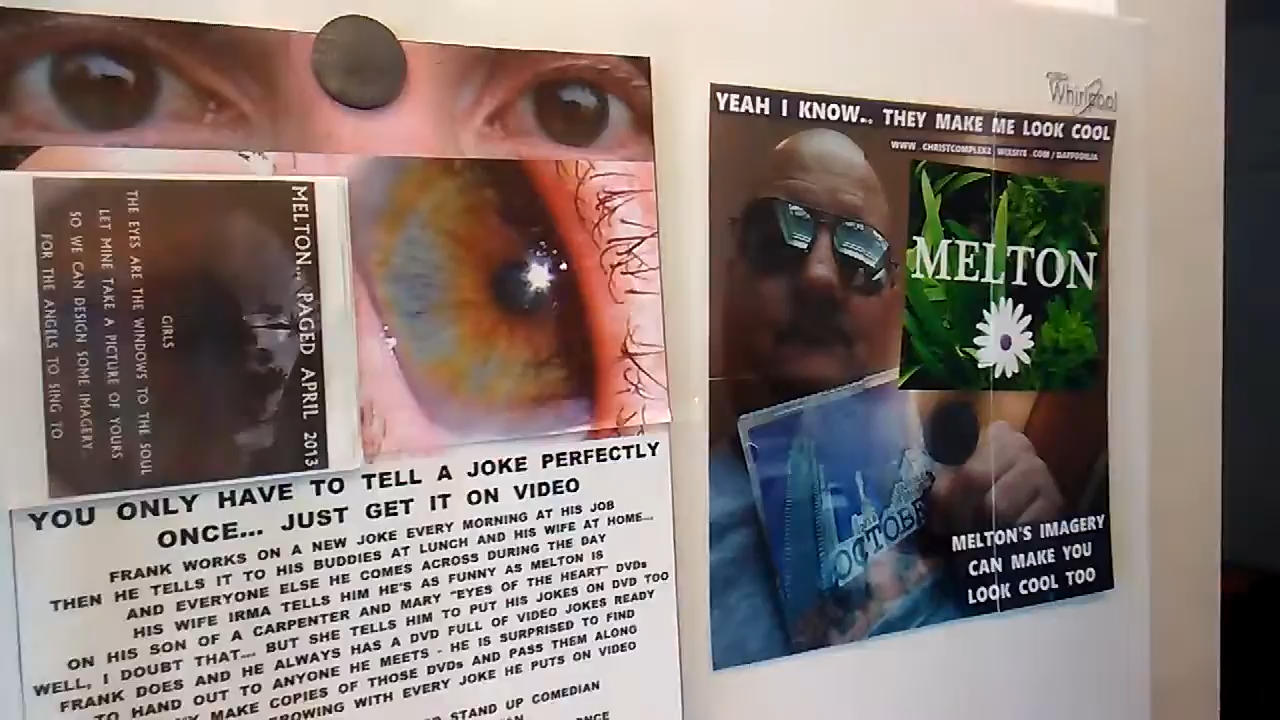 MELTON... PAGED APRIL 2013
GIRLS
THE EYES ARE THE WINDOWS TO THE SOUL
LET MINE TAKE A PICTURE OF YOURS
SO WE CAN DESIGN SOME IMAGERY
FOR THE ANGELS TO SING TO
YOU ONLY HAVE TO TELL A JOKE PERFECTLY
ONCE... JUST GET IT ON VIDEO
FRANK WORKS ON A NEW JOKE EVERY MORNING AT HIS JOB
THEN HE TELLS IT TO HIS BUDDIES AT LUNCH AND HIS WIFE AT HOME...
AND EVERYONE ELSE HE COMES ACROSS DURING THE DAY
HIS WIFE IRMA TELLS HIM HE'S AS FUNNY AS MELTON IS
ON HIS SON OF A CARPENTER AND MARY "EYES OF THE HEART" DVDs
WELL, I DOUBT THAT... BUT SHE TELLS HIM TO PUT HIS JOKES ON DVD TOO
FRANK DOES AND HE ALWAYS HAS A DVD FULL OF VIDEO JOKES READY
TO HAND OUT TO ANYONE HE MEETS - HE IS SURPRISED TO FIND
MAKE COPIES OF THOSE DVDs AND PASS THEM ALONG
GROWING WITH EVERY JOKE HE PUTS ON VIDEO
STAND UP COMEDIAN
Whirlpool
YEAH I KNOW.. THEY MAKE ME LOOK COOL
WWW . CHRISTCOMPLEX2 . WEBSITE . COM / DAFFODILIA
MELTON
OCTOBER
MELTON'S IMAGERY
CAN MAKE YOU
LOOK COOL TOO